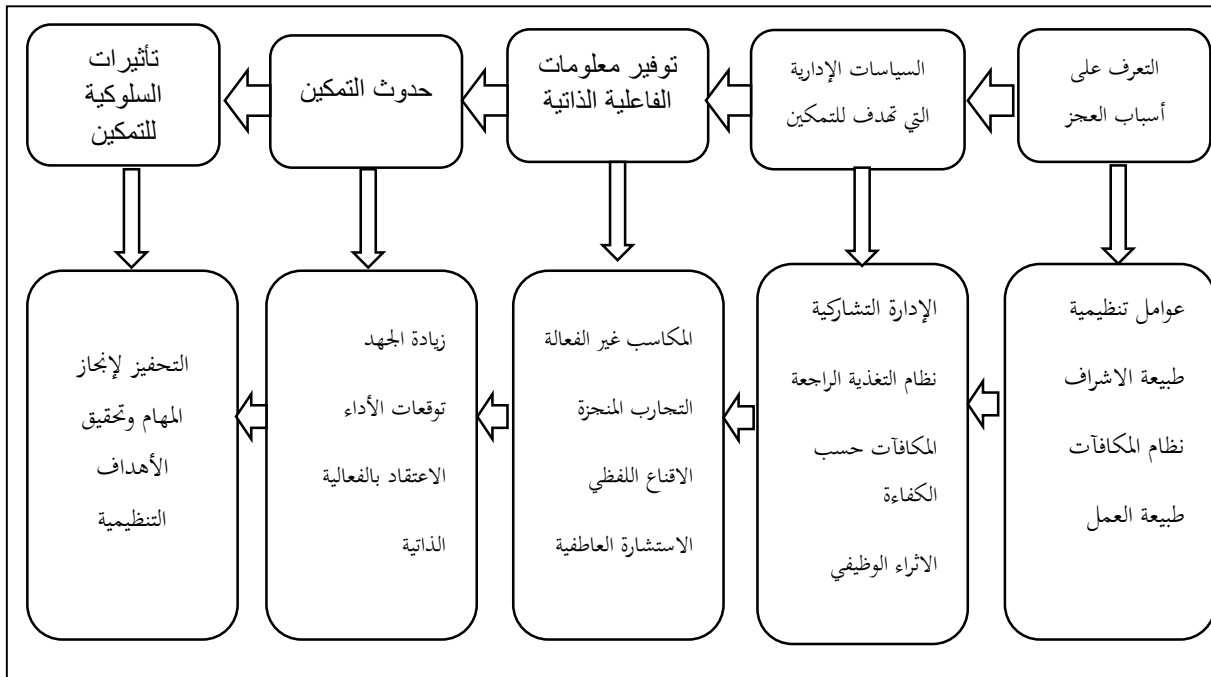 التعرف على
أسباب العجز
السياسات الإدارية
التي تهدف للتمكين
توفير معلومات
الفاعلية الذاتية
حدوث التمكين
تأثيرات
السلوكية
للتمكين
عوامل تنظيمية
طبيعة الاشراف
نظام المكافآت
طبيعة العمل
الإدارة التشاركية
نظام التغذية الراجعة
المكافآت حسب
الكفاءة
الاثراء الوظيفي
المكاسب غير الفعالة
التجارب المنجزة
الاقناع اللفظي
الاستشارة العاطفية
زيادة الجهد
توقعات الأداء
الاعتقاد بالفعالية
الذاتية
التحفيز لإنجاز
المهام وتحقيق
الأهداف
التنظيمية